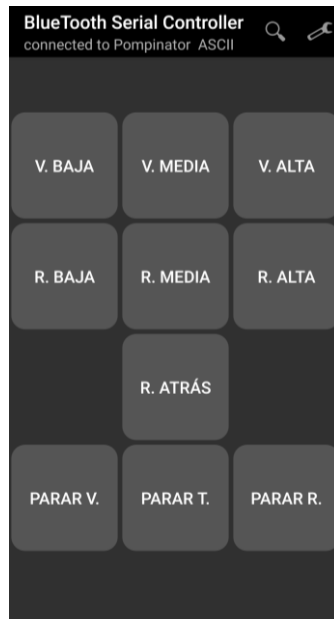 BlueTooth Serial Controller
connected to Pompinator ASCII
V. BAJA V. MEDIA V. ALTA
R. BAJA R. MEDIA R. ALTA
R. ATRÁS
PARAR V. PARAR T. PARAR R.